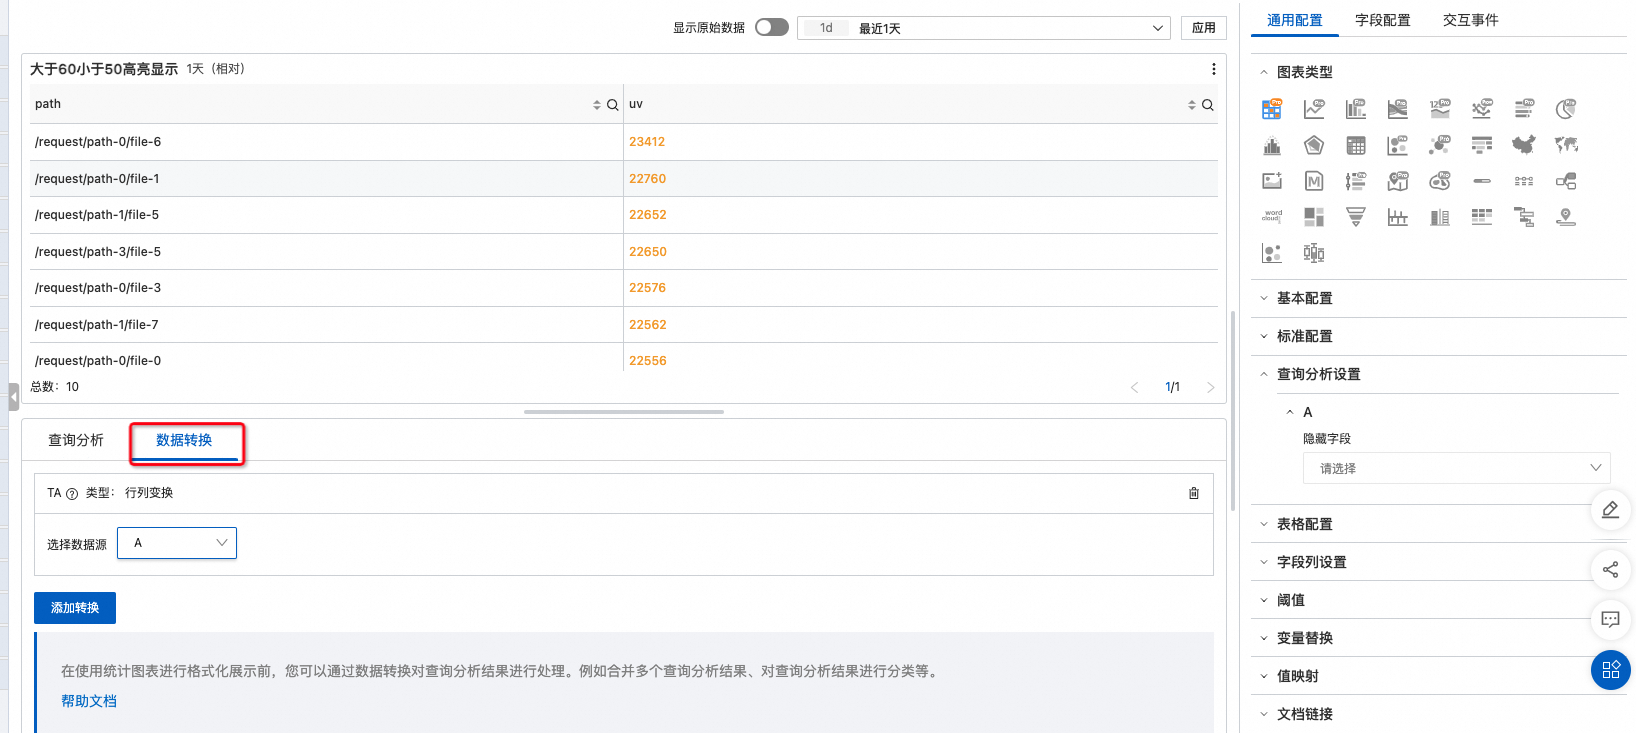 显示原始数据 1d 最近1天 应用
大于60小于50高亮显示 1天（相对）
path uv
/request/path-0/file-6 23412
/request/path-0/file-1 22760
/request/path-1/file-5 22652
/request/path-3/file-5 22650
/request/path-0/file-3 22576
/request/path-1/file-7 22562
/request/path-0/file-0 22556
总数：10 1/1
查询分析 数据转换
TA 类型： 行列变换
选择数据源 A
添加转换
在使用统计图表进行格式化展示前，您可以通过数据转换对查询分析结果进行处理。例如合并多个查询分析结果、对查询分析结果进行分类等。
帮助文档
通用配置 字段配置 交互事件
图表类型
word
cloud
基本配置
标准配置
查询分析设置
A
隐藏字段
请选择
表格配置
字段列设置
阈值
变量替换
值映射
文档链接